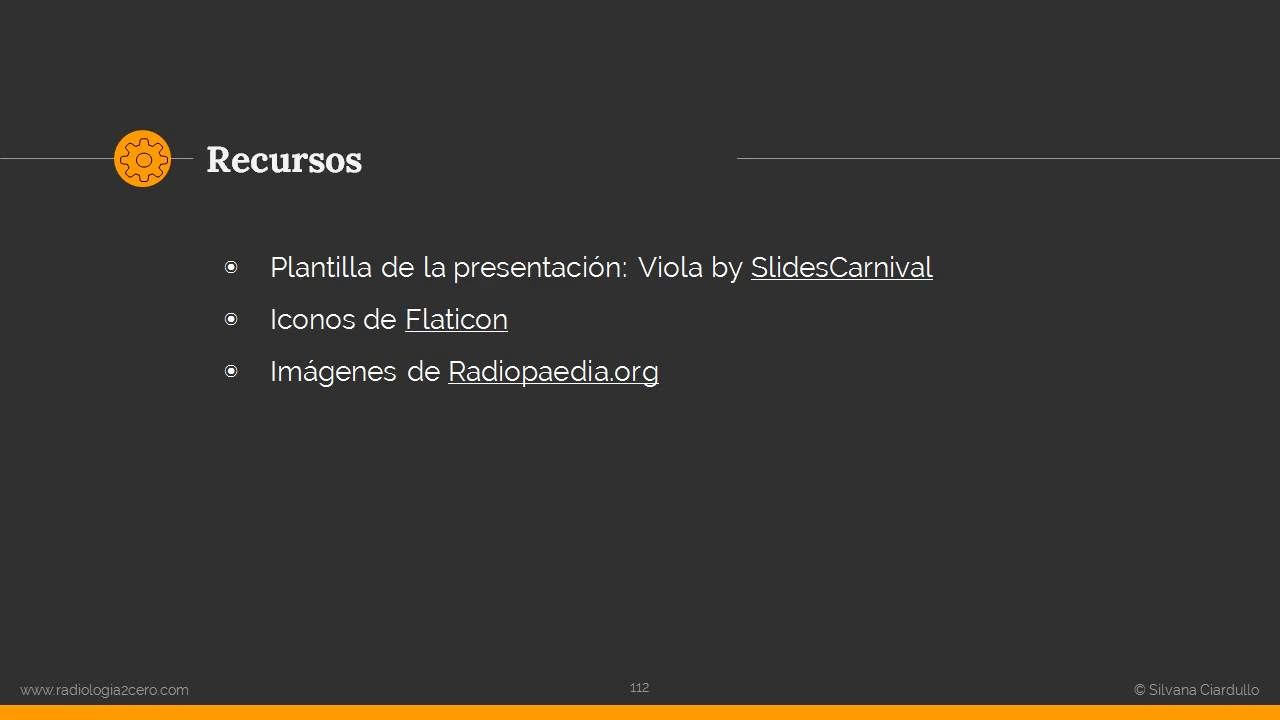 Recursos
◉ Plantilla de la presentación: Viola by SlidesCarnival
◉ Iconos de Flaticon
◉ Imágenes de Radiopaedia.org
www.radiologia2cero.com
112
© Silvana Ciardullo